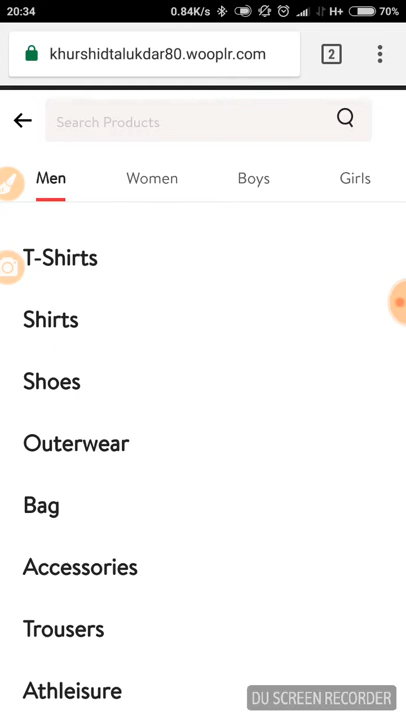 20:34 0.84K/s H+ 70%
khurshidtalukdar80.wooplr.com 2
Search Products
Men Women Boys Girls
T-Shirts
Shirts
Shoes
Outerwear
Bag
Accessories
Trousers
Athleisure
DU SCREEN RECORDER